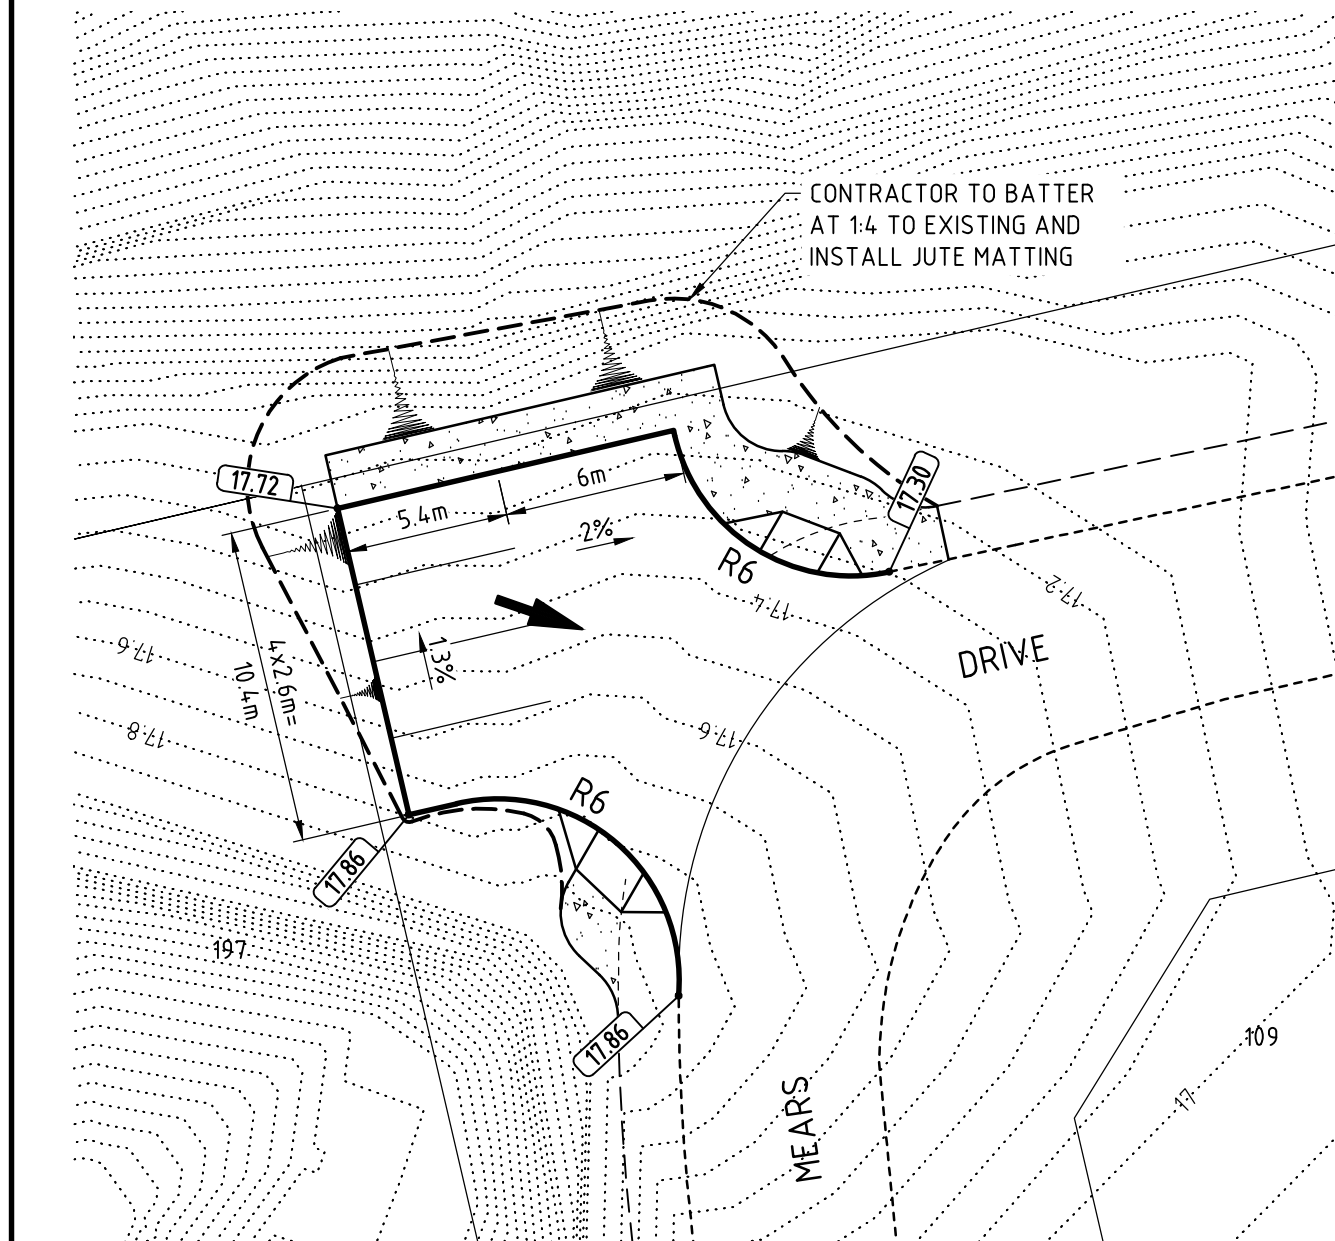 CONTRACTOR TO BATTER
AT 1:4 TO EXISTING AND
INSTALL JUTE MATTING
17.72
5.4m
6m
17.30
2%
R6
17.4
17.2
17.6
4x2.6m=
10.4m
1.3%
DRIVE
17.8
17.6
R6
17.86
197
17.86
MEARS
109
17